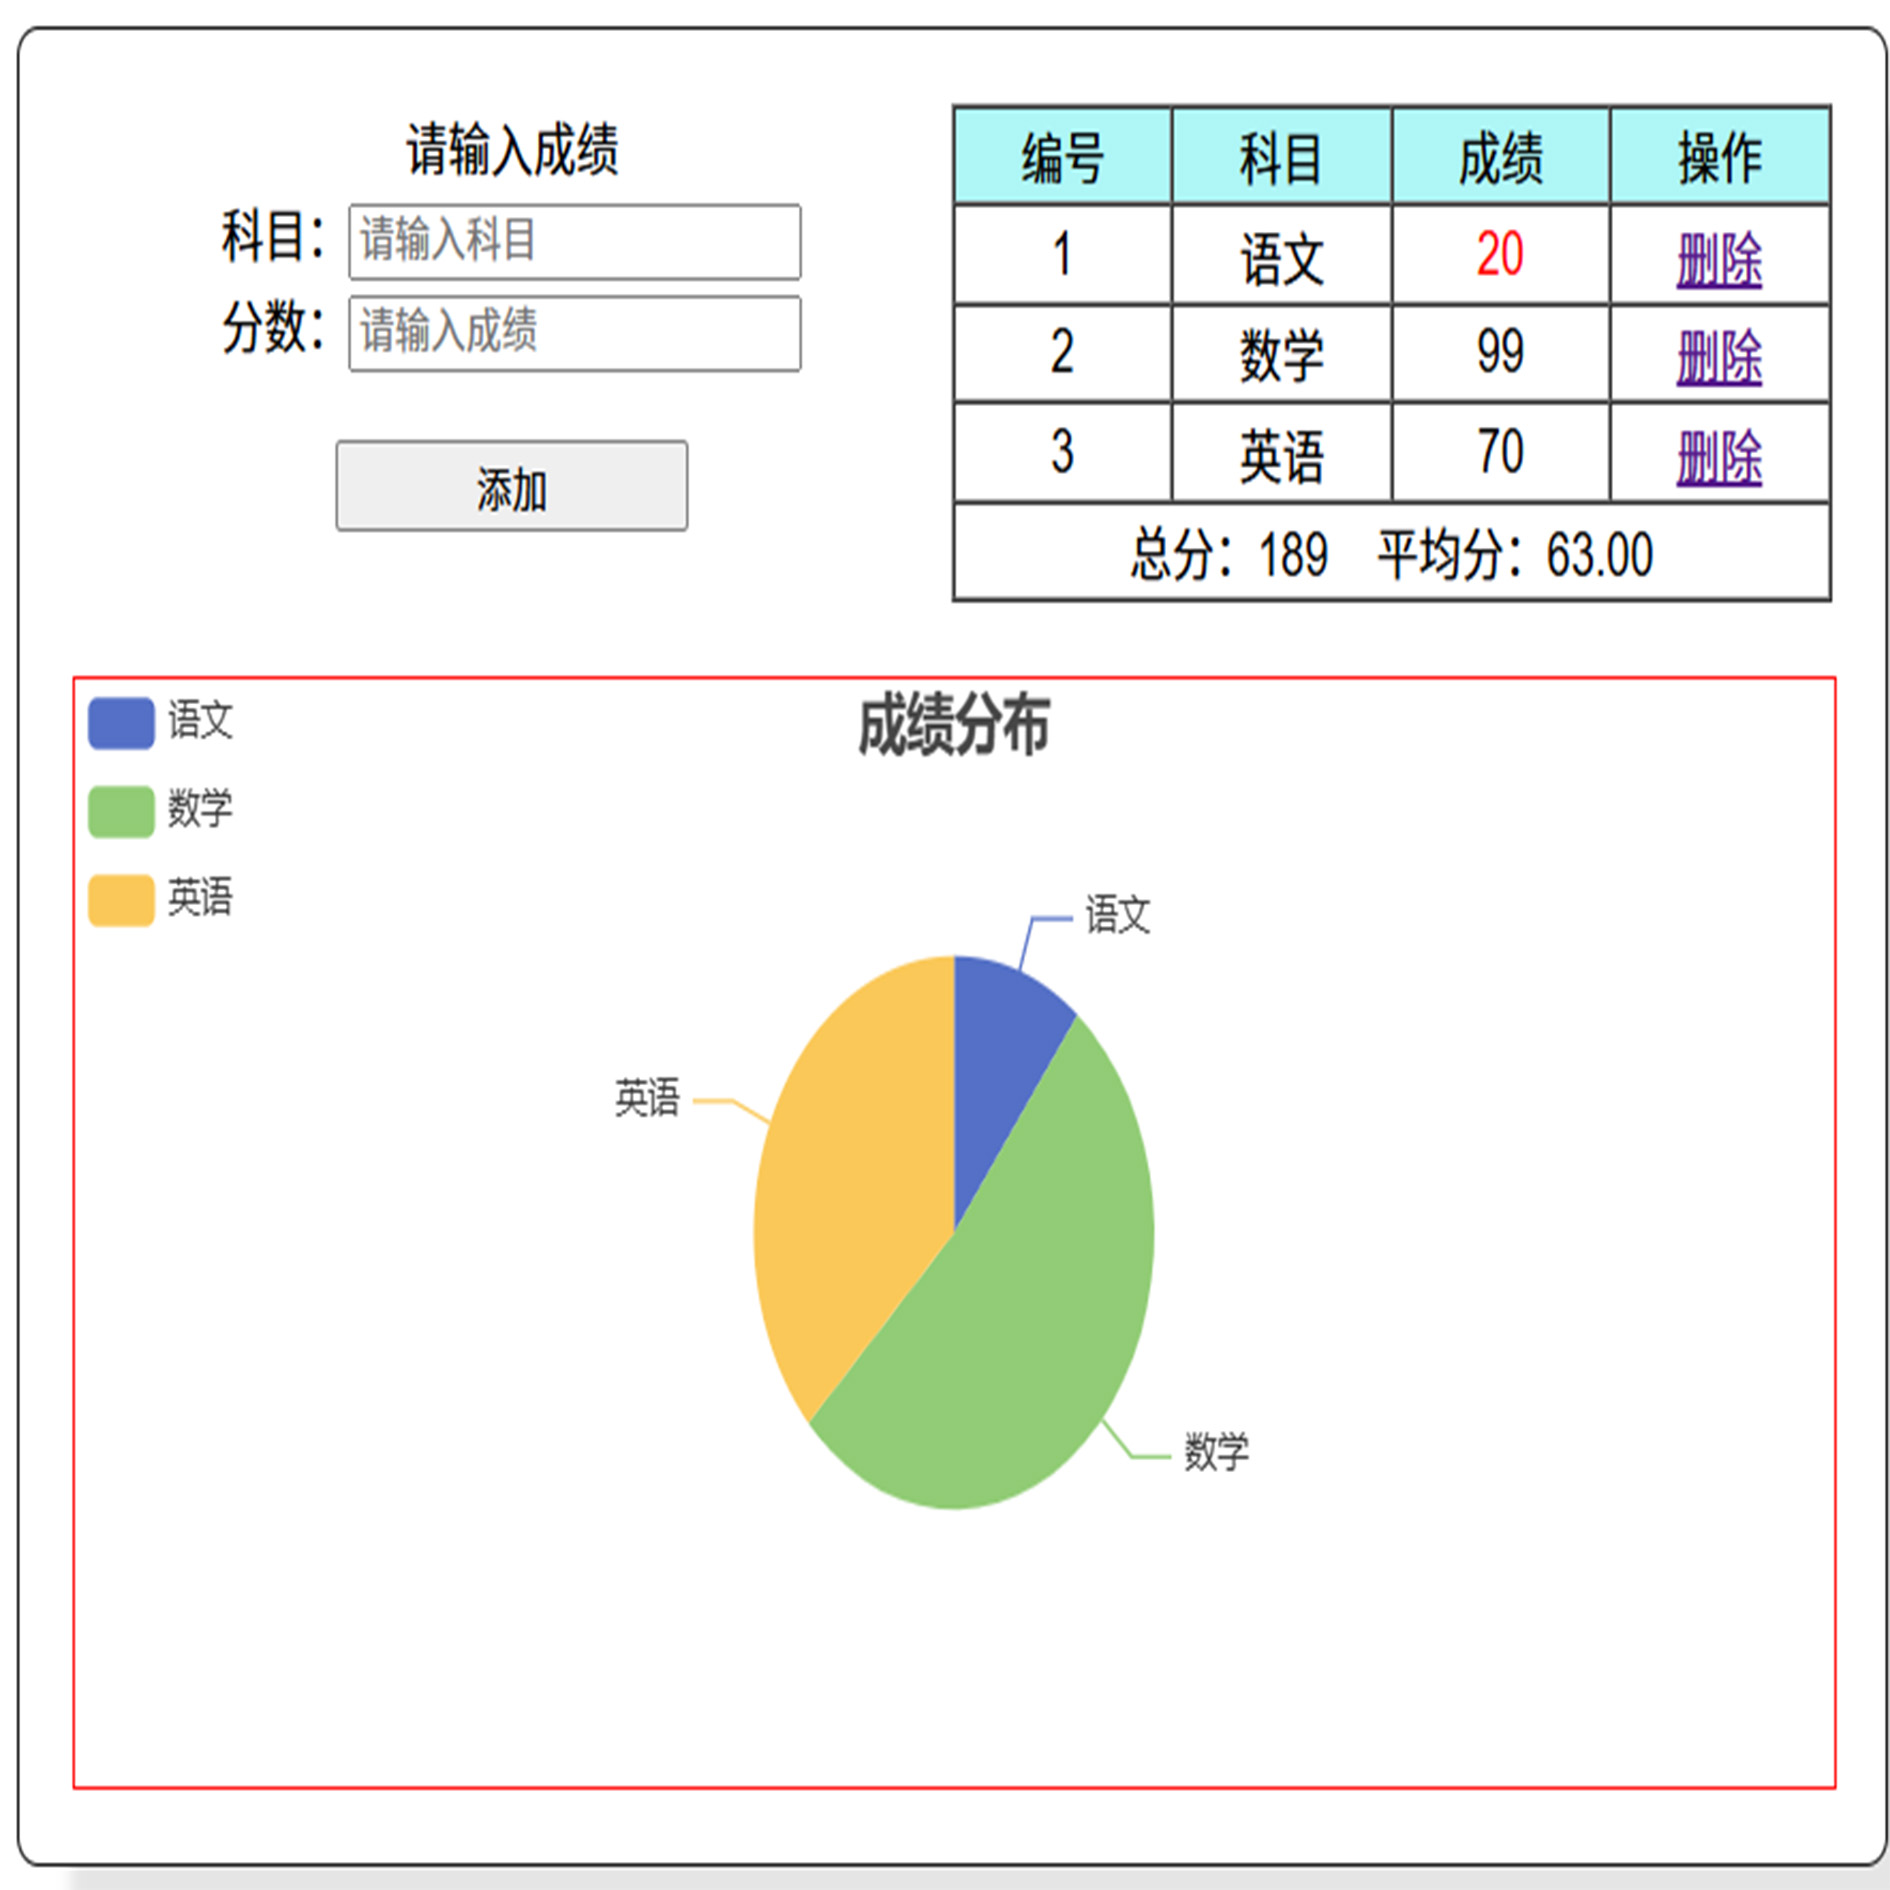 请输入成绩
科目： 请输入科目
分数： 请输入成绩
添加
编号 科目 成绩 操作
1 语文 20 删除
2 数学 99 删除
3 英语 70 删除
总分：189 平均分：63.00
成绩分布
语文
数学
英语
语文
英语
数学